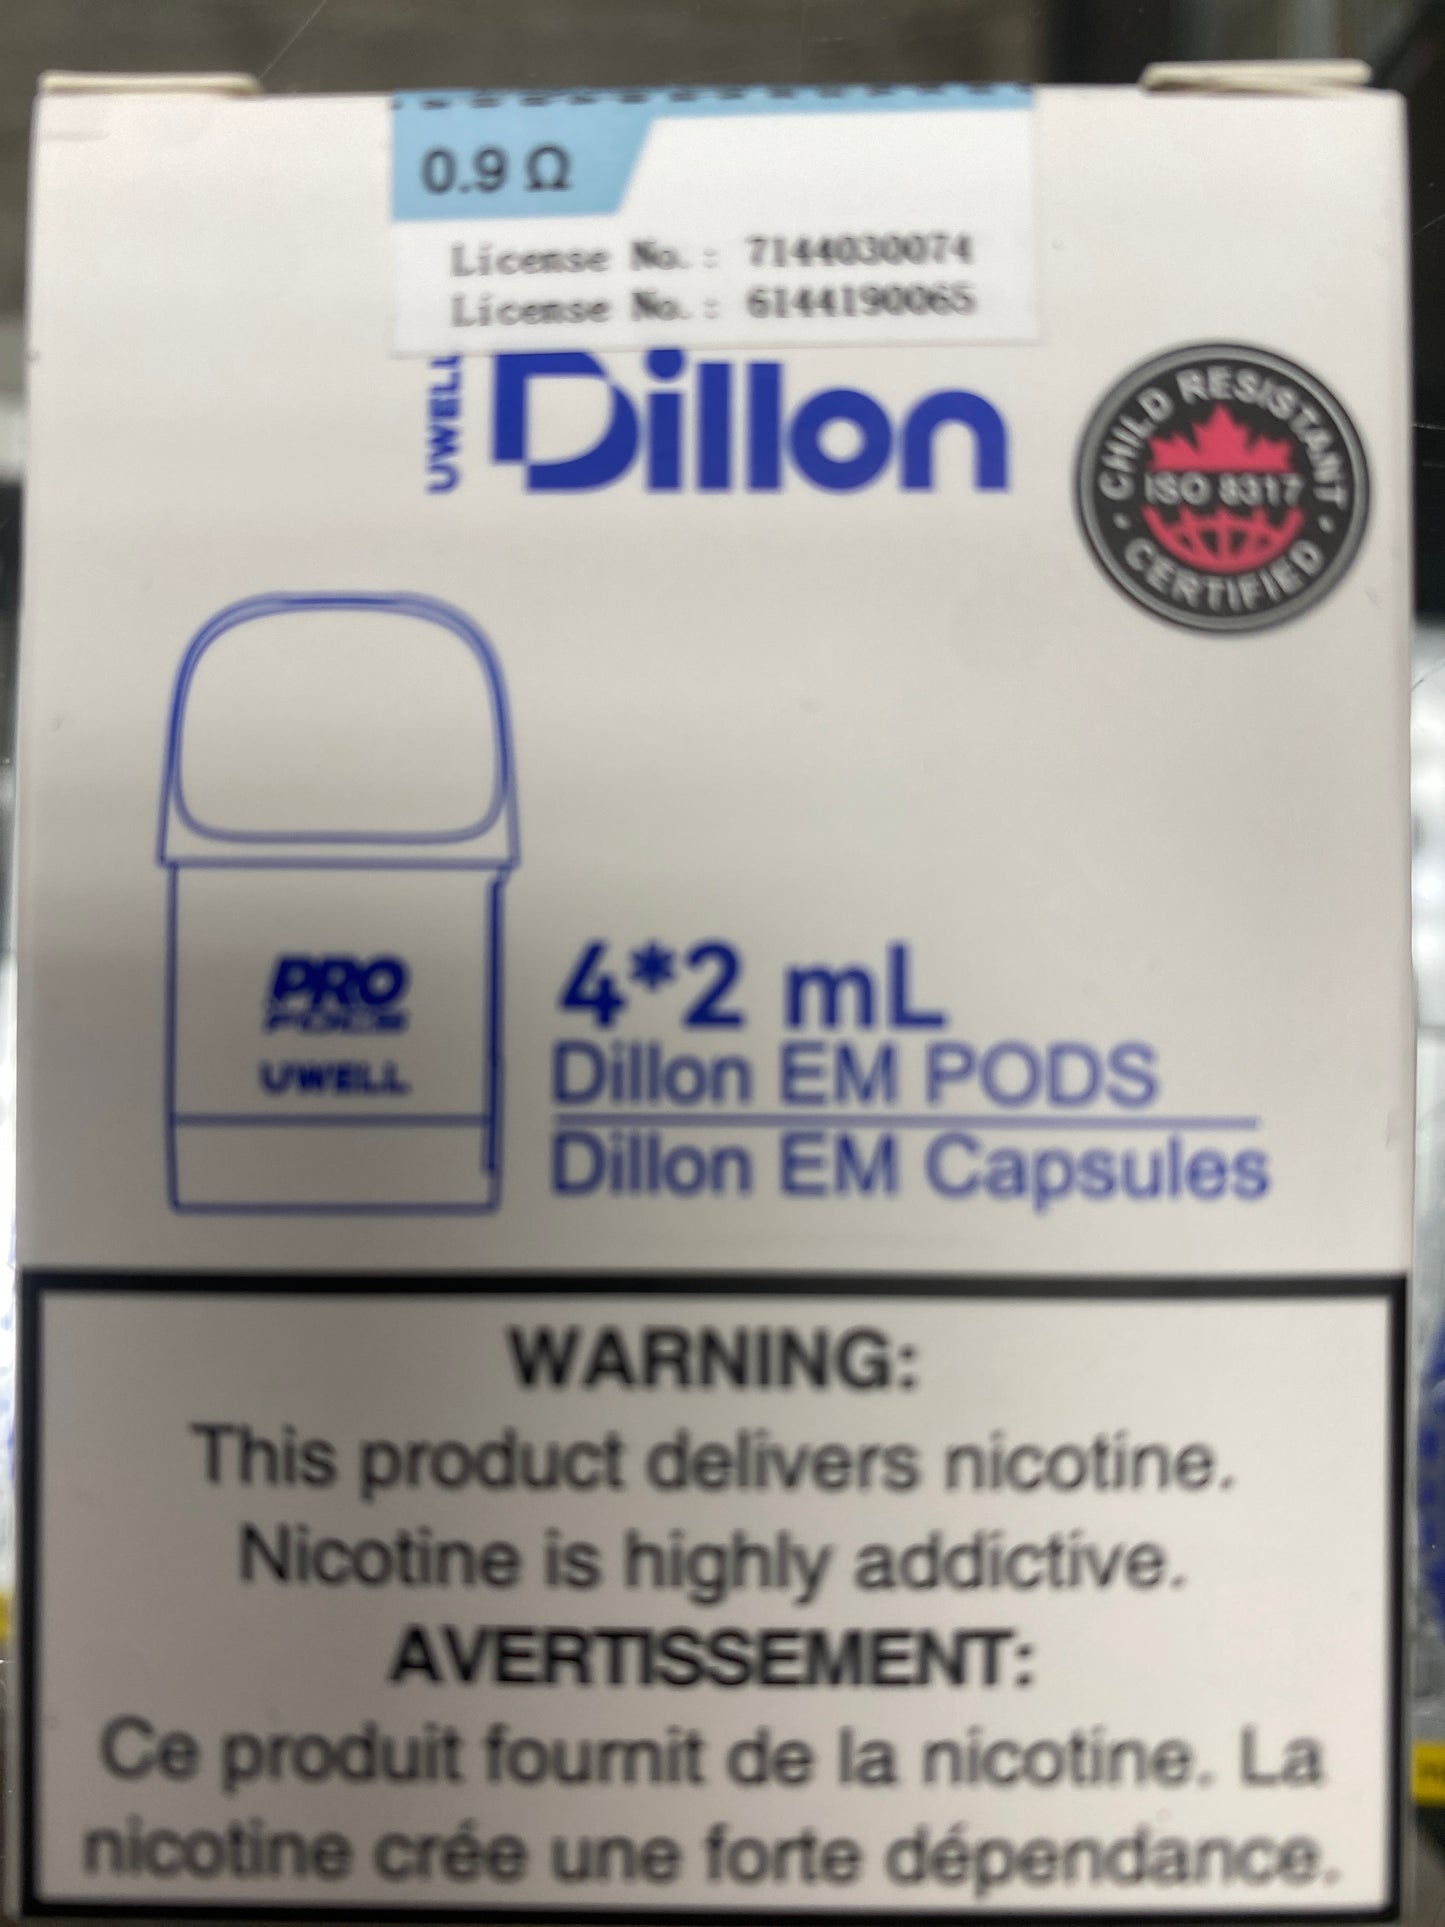 0.9 Ω
License No.: 7144030074
License No.: 6144190065
UWELL
Dillon
CHILD RESISTANT
ISO 8317
CERTIFIED
PRO
FOCS
UWELL
4*2 mL
Dillon EM PODS
Dillon EM Capsules
WARNING:
This product delivers nicotine.
Nicotine is highly addictive.
AVERTISSEMENT:
Ce produit fournit de la nicotine. La
nicotine crée une forte dépendance.